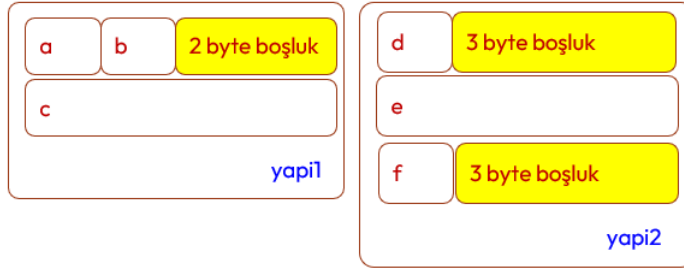 a b 2 byte boşluk
c
yapi1
d 3 byte boşluk
e
f 3 byte boşluk
yapi2